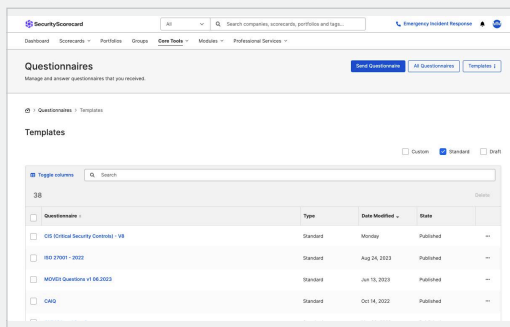 SecurityScorecard
All
Search companies, scorecards, portfolios and tags...
Emergency Incident Response
Dashboard Scorecards Portfolios Groups Core Tools Modules Professional Services
Questionnaires
Manage and answer questionnaires that you received.
Send Questionnaire All Questionnaires Templates
Questionnaires > Templates
Templates
Custom Standard Draft
Toggle columns Search
38 Delete
Questionnaire Type Date Modified State
CIS (Critical Security Controls) - V8 Standard Monday Published
ISO 27001 - 2022 Standard Aug 24, 2023 Published
MOVEit Questions v1 06.2023 Standard Jun 13, 2023 Published
CAIQ Standard Oct 14, 2022 Published